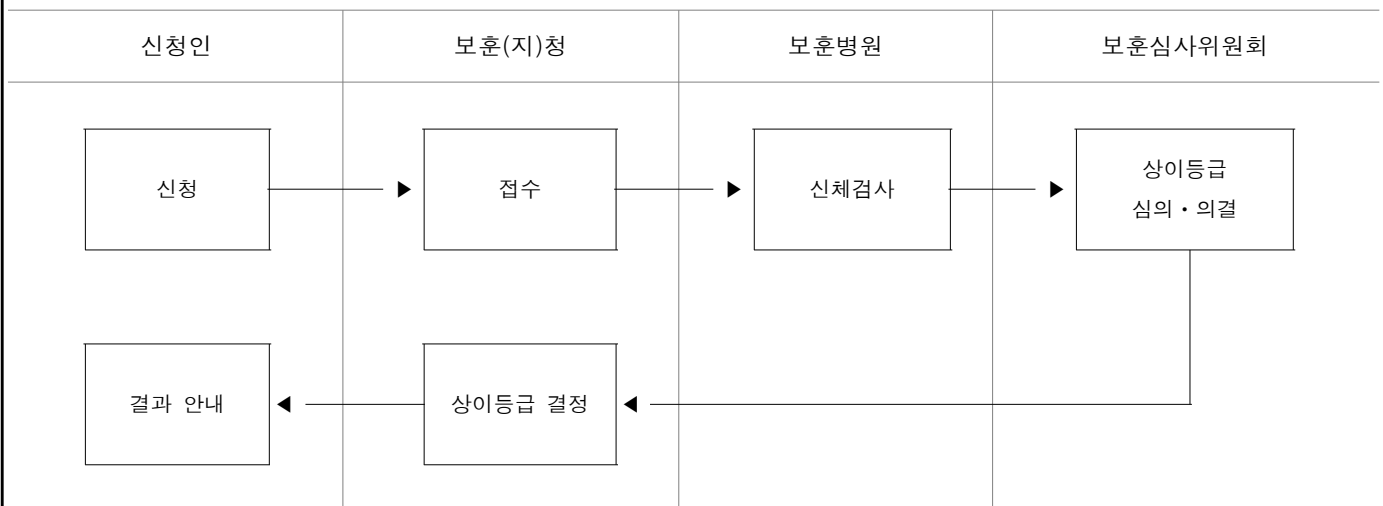 신청인
보훈(지)청
보훈병원
보훈심사위원회
신청
접수
신체검사
상이등급
심의·의결
결과 안내
상이등급 결정